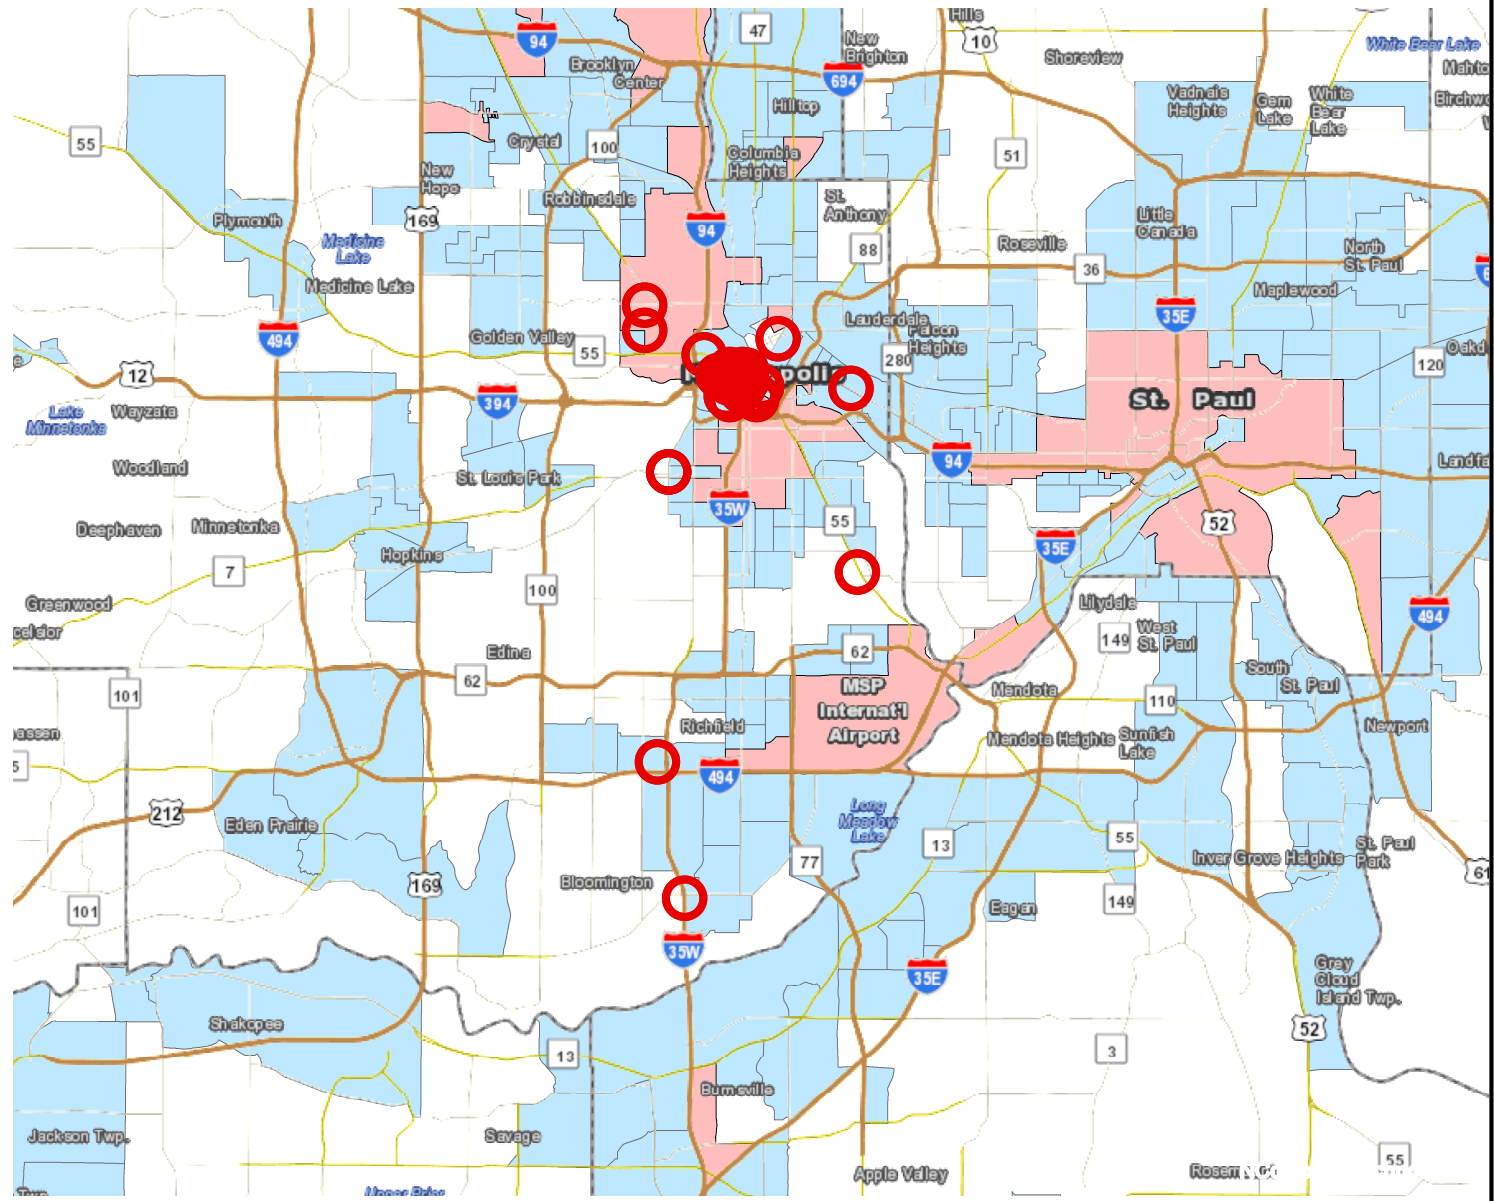 Hills
47
94
10
New
Brighton
White Bear Lake
Shoreview
Brooklyn
Center
694
Vadnais
Heights
White
Bear
Lake
Gem
Lake
Hilltop
55
Crystal
100
51
Columbia
Heights
New
Hope
Robbinsdale
St.
Anthony
169
Plymouth
94
Little
Canada
Medicine
Lake
88
Roseville
North
St. Paul
36
Medicine Lake
Maplewood
35E
Lauderdale
Falcon
Heights
494
Golden Valley
55
280
120
12
394
St. Paul
Lake
Minnetonka
Wayzata
94
Woodland
St. Louis Park
35W
55
52
Deephaven
Minnetonka
35E
Hopkins
7
100
Greenwood
Lilydale
494
149
West
St. Paul
62
Edina
62
South
St. Paul
101
MSP
Internat'l
Airport
Mendota
110
Richfield
Newport
Mendota Heights
Sunfish
Lake
494
212
Long
Meadow
Lake
Eden Prairie
13
55
St. Paul
Park
Inver Grove Heights
77
61
169
Bloomington
149
101
Eagan
35W
35E
Grey
Cloud
Island Twp.
Shakopee
52
13
3
Burnsville
Jackson Twp.
Savage
55
Apple Valley
Upper Prior